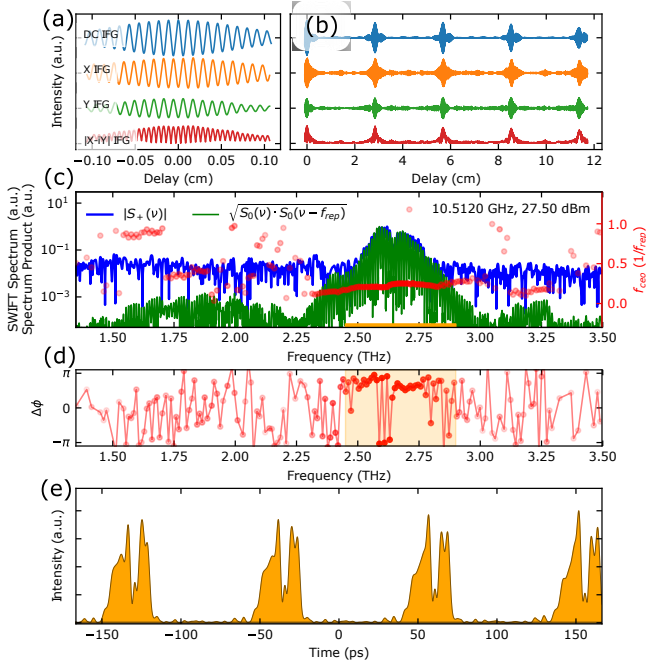 (a)
(b)
DC IFG
X IFG
Y IFG
|X-iY| IFG
Intensity (a.u.)
−0.10 −0.05 0.00 0.05 0.10
0 2 4 6 8 10 12
Delay (cm)
Delay (cm)
(c)
|S₊(ν)|
√S₀(ν)·S₀(ν−f_rep)
10.5120 GHz, 27.50 dBm
SWIFT Spectrum (a.u.)
Spectrum Product (a.u.)
10¹
10⁻¹
10⁻³
1.0
0.5
0.0
f_ceo (1/f_rep)
1.50 1.75 2.00 2.25 2.50 2.75 3.00 3.25 3.50
Frequency (THz)
(d)
π
0
−π
Δϕ
1.50 1.75 2.00 2.25 2.50 2.75 3.00 3.25 3.50
Frequency (THz)
(e)
Intensity (a.u.)
−150 −100 −50 0 50 100 150
Time (ps)